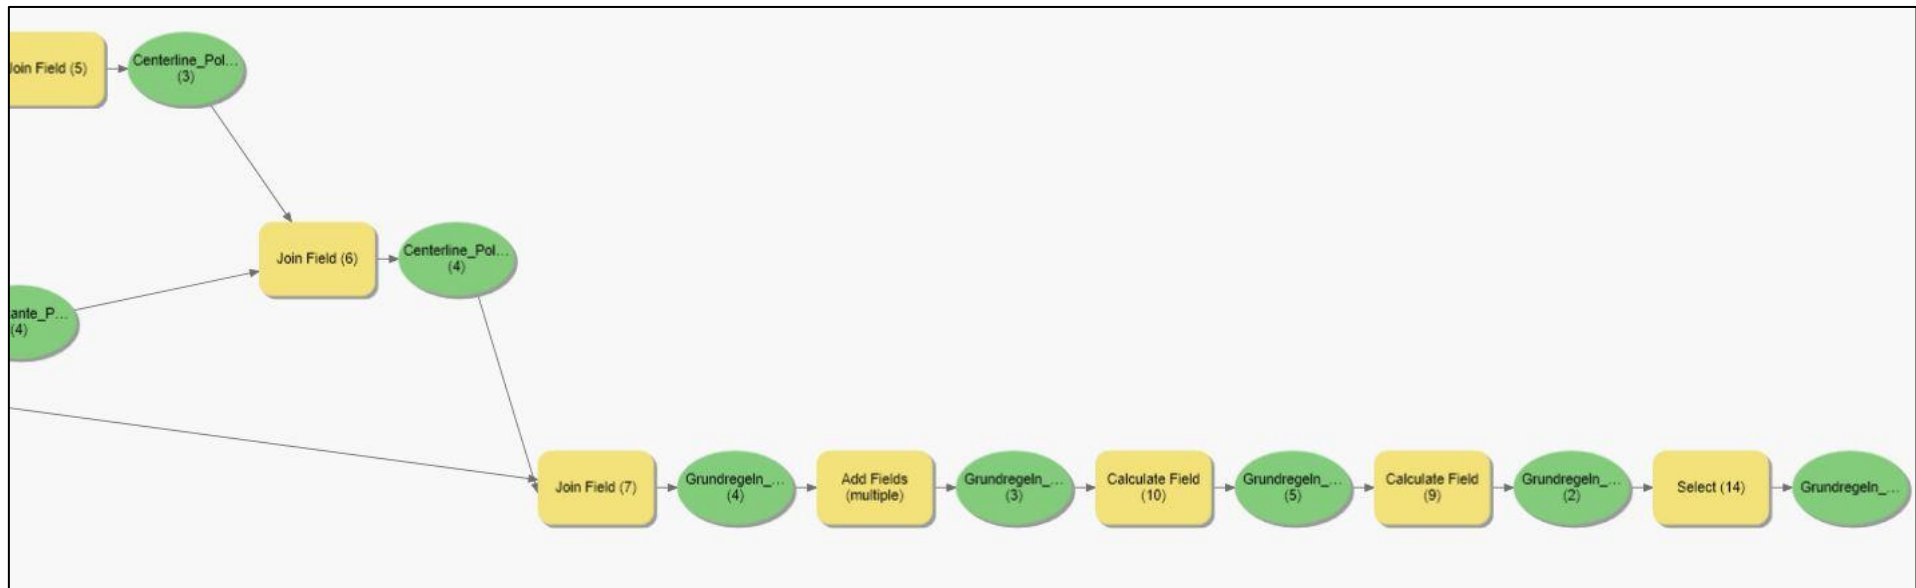 Join Field (5)
Centerline_Pol...
(3)
Join Field (6)
Centerline_Pol...
(4)
ante_P...
(4)
Join Field (7)
Grundregeln_...
(4)
Add Fields
(multiple)
Grundregeln_...
(3)
Calculate Field
(10)
Grundregeln_...
(5)
Calculate Field
(9)
Grundregeln_...
(2)
Select (14)
Grundregeln_...